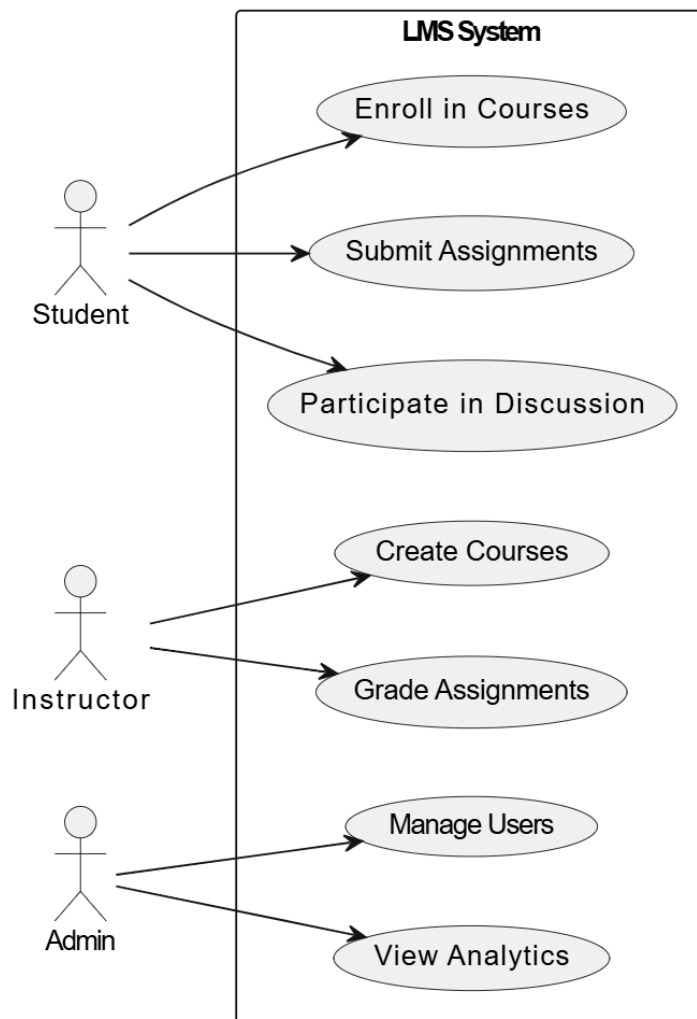 LMS System
Enroll in Courses
Submit Assignments
Student
Participate in Discussion
Create Courses
Grade Assignments
Instructor
Manage Users
Admin
View Analytics